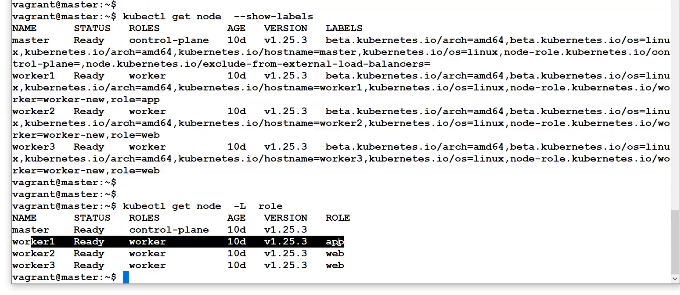 vagrant@master:~$
vagrant@master:~$ kubectl get node  --show-labels
NAME      STATUS   ROLES           AGE   VERSION   LABELS
master    Ready    control-plane   10d   v1.25.3   beta.kubernetes.io/arch=amd64,beta.kubernetes.io/os=linu
x,kubernetes.io/arch=amd64,kubernetes.io/hostname=master,kubernetes.io/os=linux,node-role.kubernetes.io/con
trol-plane=,node.kubernetes.io/exclude-from-external-load-balancers=
worker1   Ready    worker          10d   v1.25.3   beta.kubernetes.io/arch=amd64,beta.kubernetes.io/os=linu
x,kubernetes.io/arch=amd64,kubernetes.io/hostname=worker1,kubernetes.io/os=linux,node-role.kubernetes.io/wo
rker=worker-new,role=app
worker2   Ready    worker          10d   v1.25.3   beta.kubernetes.io/arch=amd64,beta.kubernetes.io/os=linu
x,kubernetes.io/arch=amd64,kubernetes.io/hostname=worker2,kubernetes.io/os=linux,node-role.kubernetes.io/wo
rker=worker-new,role=web
worker3   Ready    worker          10d   v1.25.3   beta.kubernetes.io/arch=amd64,beta.kubernetes.io/os=linu
x,kubernetes.io/arch=amd64,kubernetes.io/hostname=worker3,kubernetes.io/os=linux,node-role.kubernetes.io/wo
rker=worker-new,role=web
vagrant@master:~$
vagrant@master:~$
vagrant@master:~$ kubectl get node  -L  role
NAME      STATUS   ROLES           AGE   VERSION   ROLE
master    Ready    control-plane   10d   v1.25.3
worker1   Ready    worker          10d   v1.25.3   app
worker2   Ready    worker          10d   v1.25.3   web
worker3   Ready    worker          10d   v1.25.3   web
vagrant@master:~$